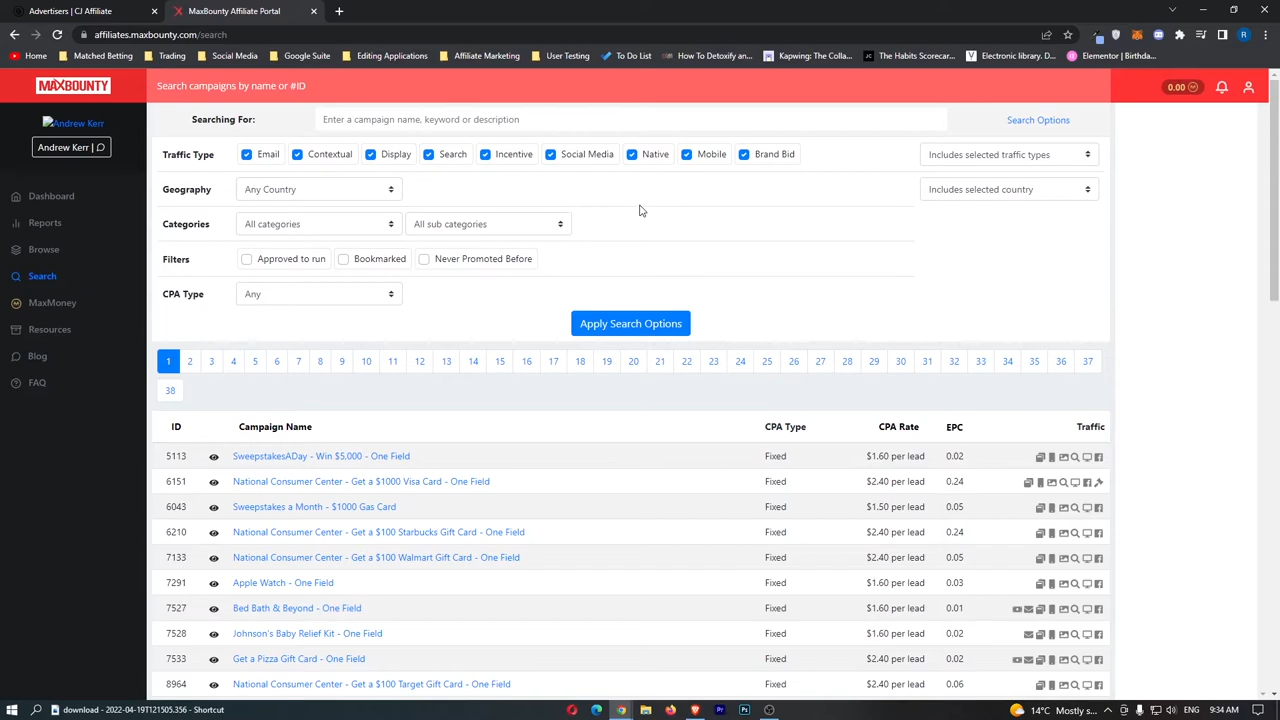 Advertisers | CJ Affiliate
MaxBounty Affiliate Portal
affiliates.maxbounty.com/search
Home Matched Betting Trading Social Media Google Suite Editing Applications Affiliate Marketing User Testing To Do List How To Detoxify an... Kapwing: The Colla... The Habits Scorecar... Electronic library. D... Elementor | Birthda...
MAXBOUNTY
Search campaigns by name or #ID
0.00
Andrew Kerr
Andrew Kerr |
Dashboard
Reports
Browse
Search
MaxMoney
Resources
Blog
FAQ
Searching For: Enter a campaign name, keyword or description Search Options
Traffic Type Email Contextual Display Search Incentive Social Media Native Mobile Brand Bid Includes selected traffic types
Geography Any Country Includes selected country
Categories All categories All sub categories
Filters Approved to run Bookmarked Never Promoted Before
CPA Type Any
Apply Search Options
1 2 3 4 5 6 7 8 9 10 11 12 13 14 15 16 17 18 19 20 21 22 23 24 25 26 27 28 29 30 31 32 33 34 35 36 37
38
ID Campaign Name CPA Type CPA Rate EPC Traffic
5113 SweepstakesADay - Win $5,000 - One Field Fixed $1.60 per lead 0.02
6151 National Consumer Center - Get a $1000 Visa Card - One Field Fixed $2.40 per lead 0.24
6043 Sweepstakes a Month - $1000 Gas Card Fixed $1.50 per lead 0.05
6210 National Consumer Center - Get a $100 Starbucks Gift Card - One Field Fixed $2.40 per lead 0.24
7133 National Consumer Center - Get a $100 Walmart Gift Card - One Field Fixed $2.40 per lead 0.05
7291 Apple Watch - One Field Fixed $1.60 per lead 0.03
7527 Bed Bath & Beyond - One Field Fixed $1.60 per lead 0.01
7528 Johnson's Baby Relief Kit - One Field Fixed $1.60 per lead 0.02
7533 Get a Pizza Gift Card - One Field Fixed $2.40 per lead 0.02
8964 National Consumer Center - Get a $100 Target Gift Card - One Field Fixed $2.40 per lead 0.06
download - 2022-04-19T121505.356 - Shortcut
14°C Mostly s... ENG 9:34 AM